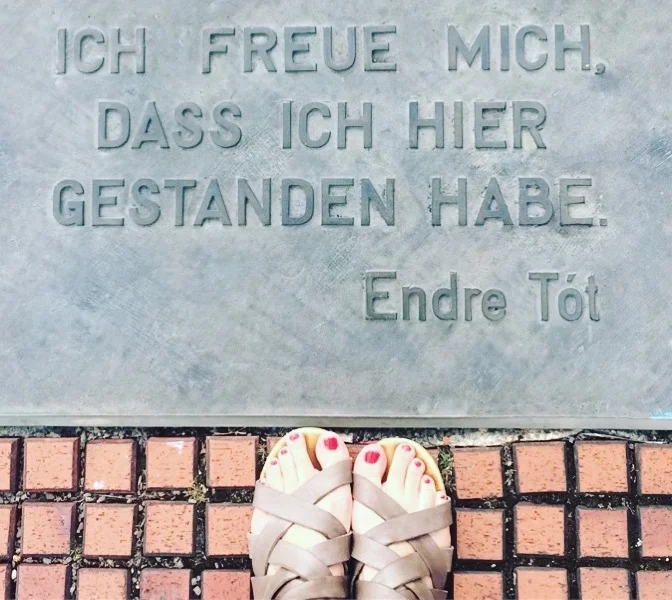 ICH FREUE MICH,
DASS ICH HIER
GESTANDEN HABE.
Endre Tót